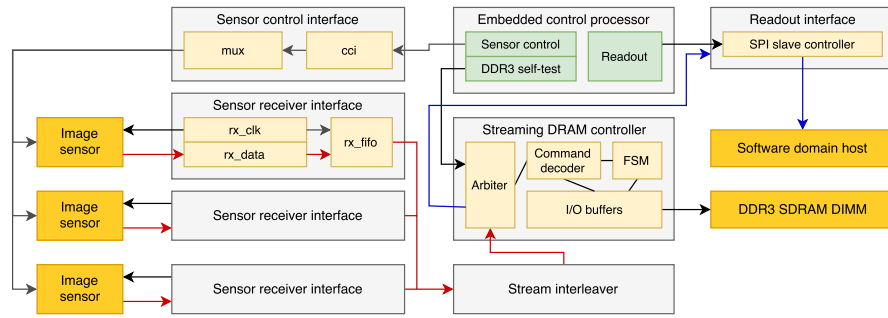 Sensor control interface
mux
cci
Embedded control processor
Sensor control
DDR3 self-test
Readout
Readout interface
SPI slave controller
Image
sensor
Sensor receiver interface
rx_clk
rx_data
rx_fifo
Streaming DRAM controller
Arbiter
Command
decoder
FSM
I/O buffers
Software domain host
DDR3 SDRAM DIMM
Image
sensor
Sensor receiver interface
Image
sensor
Sensor receiver interface
Stream interleaver